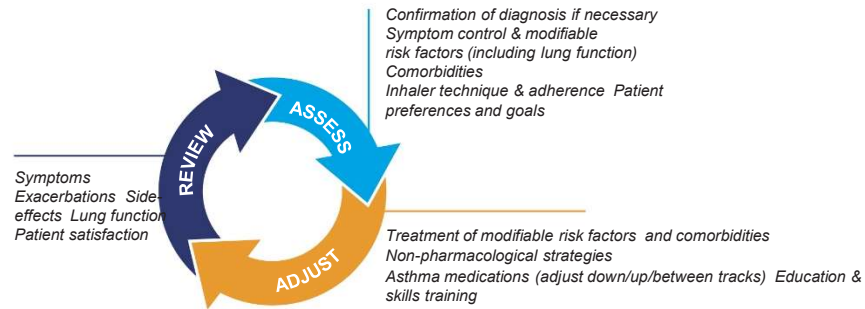 Confirmation of diagnosis if necessary
Symptom control & modifiable
risk factors (including lung function)
Comorbidities
Inhaler technique & adherence Patient
preferences and goals
ASSESS
REVIEW
Symptoms
Exacerbations Side-
effects Lung function
Patient satisfaction
ADJUST
Treatment of modifiable risk factors and comorbidities
Non-pharmacological strategies
Asthma medications (adjust down/up/between tracks) Education &
skills training